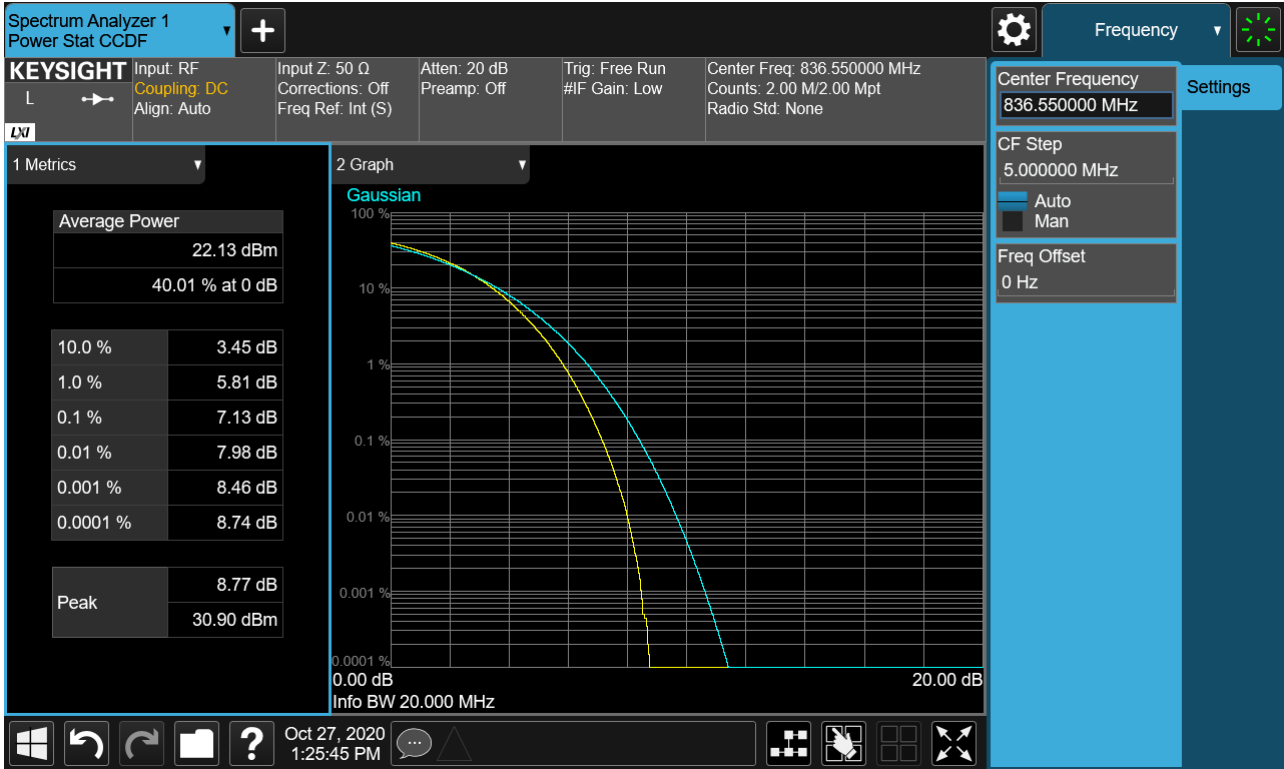 Spectrum Analyzer 1
Power Stat CCDF
Frequency
KEYSIGHT
L
LXI
Input: RF
Coupling: DC
Align: Auto
Input Z: 50 Ω
Corrections: Off
Freq Ref: Int (S)
Atten: 20 dB
Preamp: Off
Trig: Free Run
#IF Gain: Low
Center Freq: 836.550000 MHz
Counts: 2.00 M/2.00 Mpt
Radio Std: None
Center Frequency
836.550000 MHz
Settings
CF Step
5.000000 MHz
Auto
Man
Freq Offset
0 Hz
1 Metrics
Average Power
22.13 dBm
40.01 % at 0 dB
10.0 % 3.45 dB
1.0 % 5.81 dB
0.1 % 7.13 dB
0.01 % 7.98 dB
0.001 % 8.46 dB
0.0001 % 8.74 dB
Peak
8.77 dB
30.90 dBm
2 Graph
Gaussian
100 %
10 %
1 %
0.1 %
0.01 %
0.001 %
0.0001 %
0.00 dB 20.00 dB
Info BW 20.000 MHz
?
Oct 27, 2020
1:25:45 PM